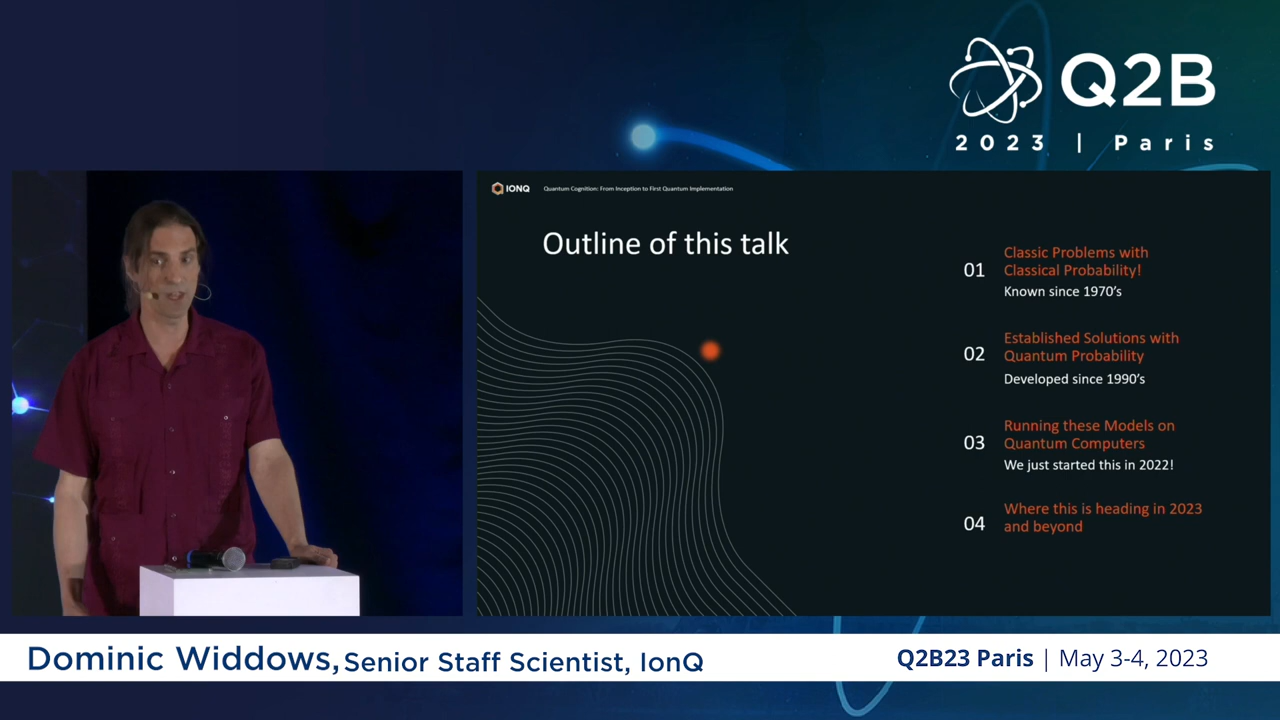 Q2B
2023 | Paris
IONQ Quantum Cognition: From Inception to First Quantum Implementation
Outline of this talk
01
Classic Problems with
Classical Probability!
Known since 1970's
02
Established Solutions with
Quantum Probability
Developed since 1990's
03
Running these Models on
Quantum Computers
We just started this in 2022!
04
Where this is heading in 2023
and beyond
Dominic Widdows, Senior Staff Scientist, IonQ
Q2B23 Paris | May 3-4, 2023